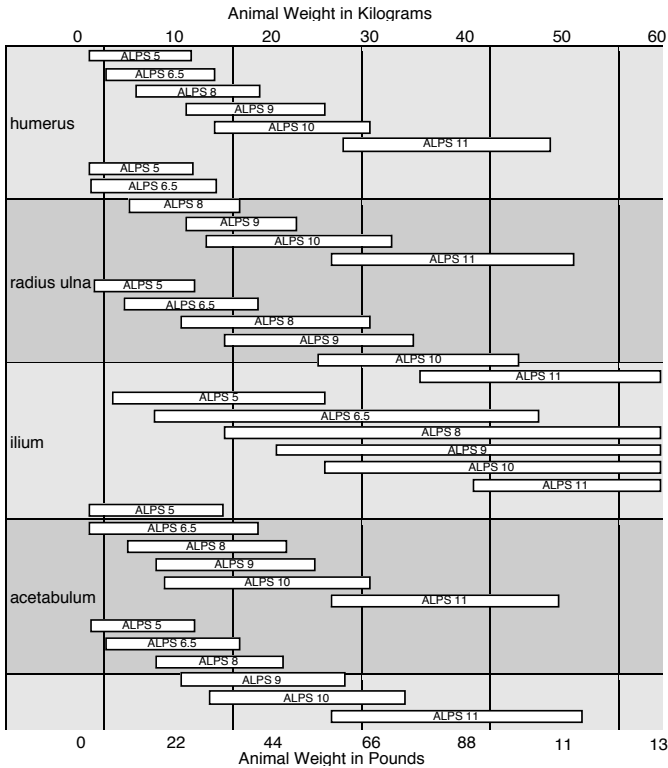 Animal Weight in Kilograms
0 10 20 30 40 50 60
ALPS 5
ALPS 6.5
ALPS 8
ALPS 9
humerus
ALPS 10
ALPS 11
ALPS 5
ALPS 6.5
ALPS 8
ALPS 9
ALPS 10
ALPS 11
radius ulna
ALPS 5
ALPS 6.5
ALPS 8
ALPS 9
ALPS 10
ALPS 11
ALPS 5
ALPS 6.5
ALPS 8
ilium
ALPS 9
ALPS 10
ALPS 11
ALPS 5
ALPS 6.5
ALPS 8
ALPS 9
ALPS 10
acetabulum
ALPS 11
ALPS 5
ALPS 6.5
ALPS 8
ALPS 9
ALPS 10
ALPS 11
0 22 44 66 88 11 13
Animal Weight in Pounds